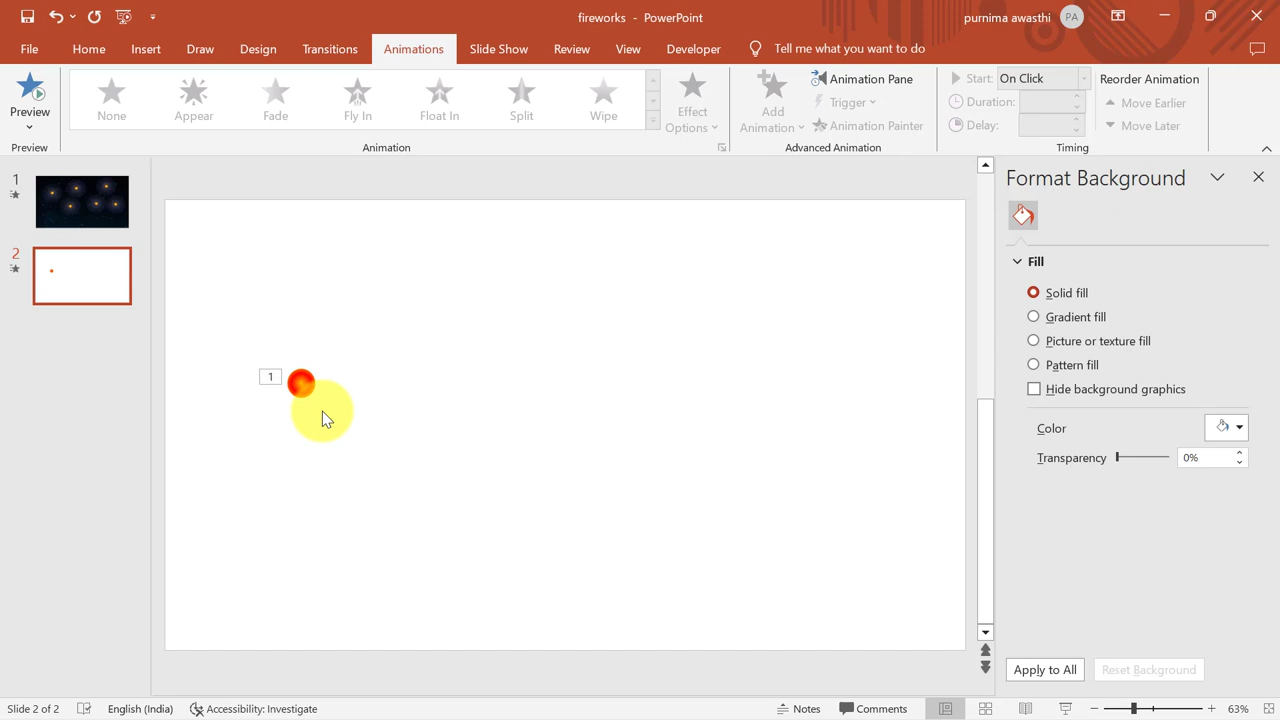 fireworks - PowerPoint
purnima awasthi PA
File Home Insert Draw Design Transitions Animations Slide Show Review View Developer Tell me what you want to do
Preview
Preview
None Appear Fade Fly In Float In Split Wipe
Animation
Effect Options
Add Animation
Animation Pane
Trigger
Animation Painter
Advanced Animation
Start: On Click
Duration:
Delay:
Reorder Animation
Move Earlier
Move Later
Timing
1
2
1
Format Background
Fill
Solid fill
Gradient fill
Picture or texture fill
Pattern fill
Hide background graphics
Color
Transparency 0%
Apply to All Reset Background
Slide 2 of 2 English (India) Accessibility: Investigate Notes Comments 63%